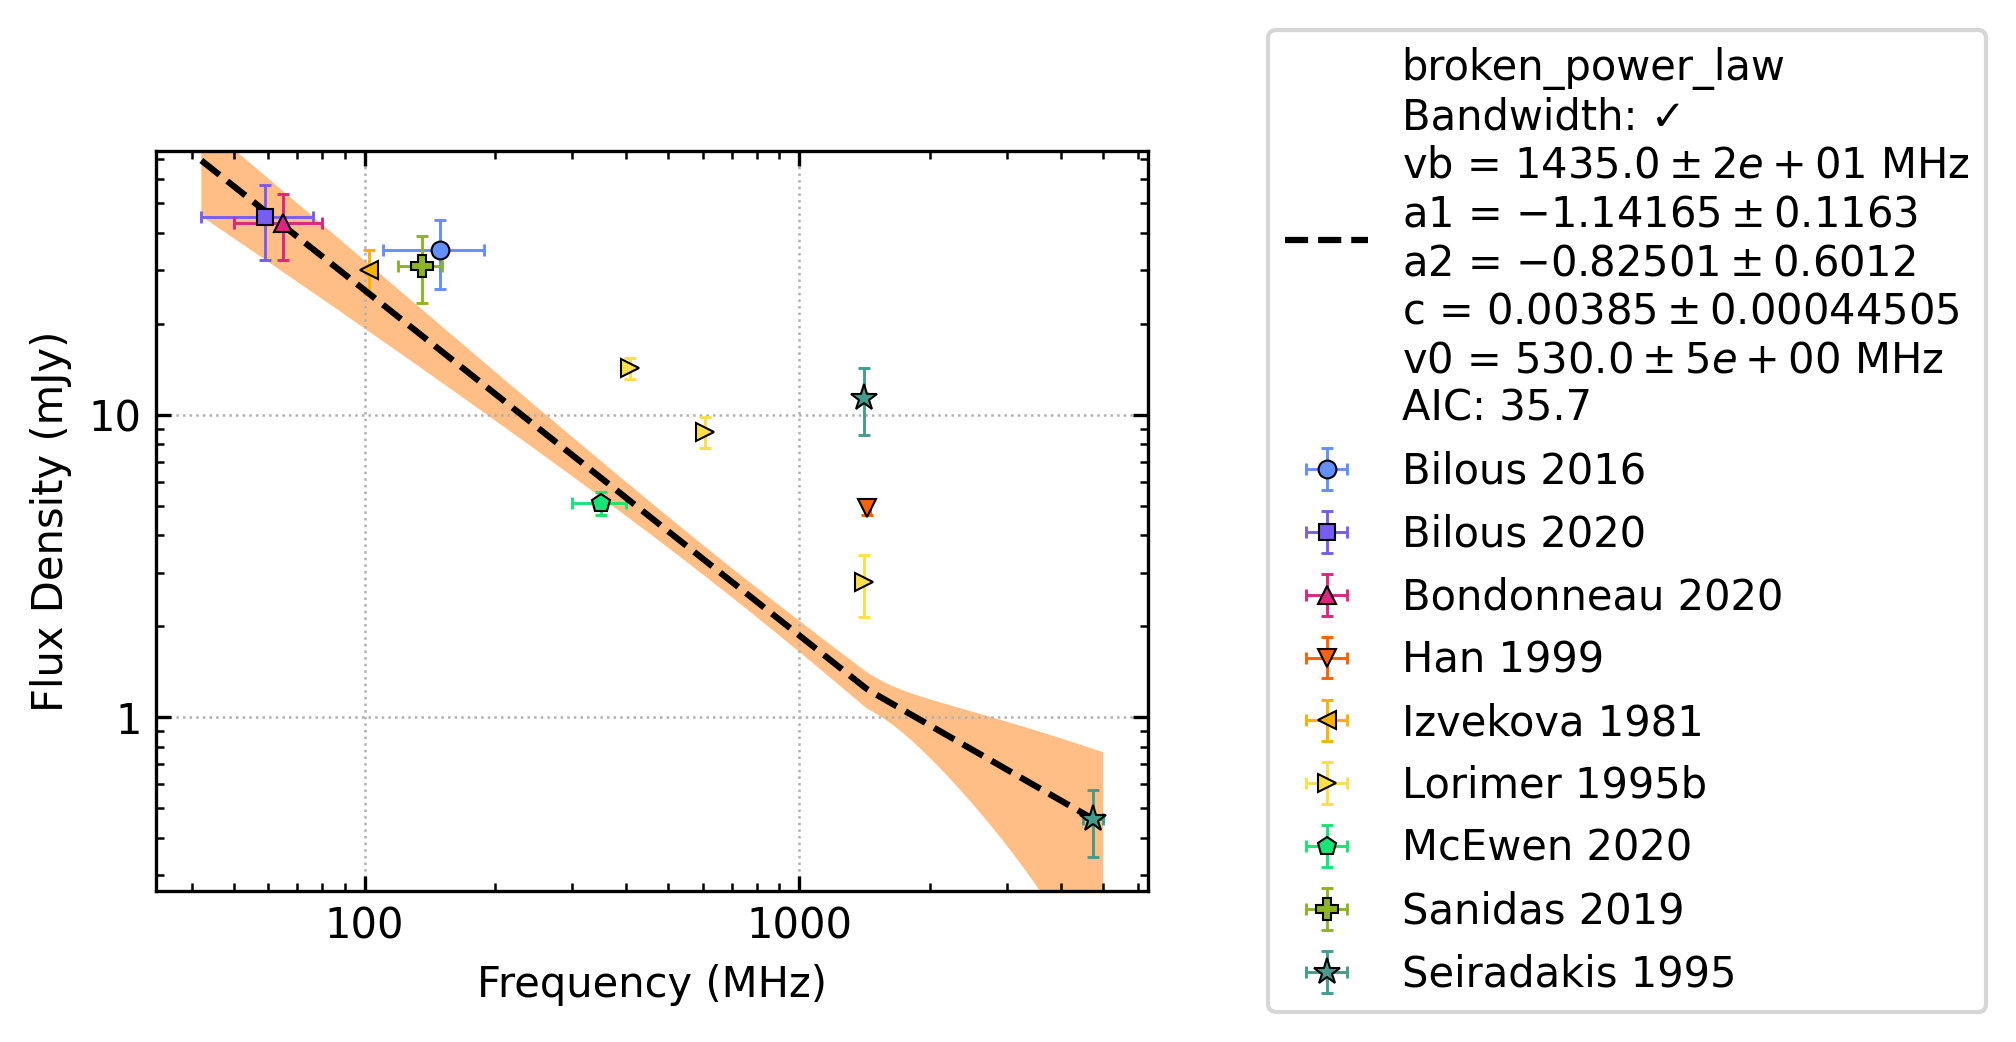 broken_power_law
Bandwidth: ✓
vb = 1435.0 ± 2e + 01 MHz
a1 = −1.14165 ± 0.1163
a2 = −0.82501 ± 0.6012
c = 0.00385 ± 0.00044505
v0 = 530.0 ± 5e + 00 MHz
AIC: 35.7
Bilous 2016
Bilous 2020
Bondonneau 2020
Han 1999
Izvekova 1981
Lorimer 1995b
McEwen 2020
Sanidas 2019
Seiradakis 1995
Flux Density (mJy)
10
1
100
1000
Frequency (MHz)